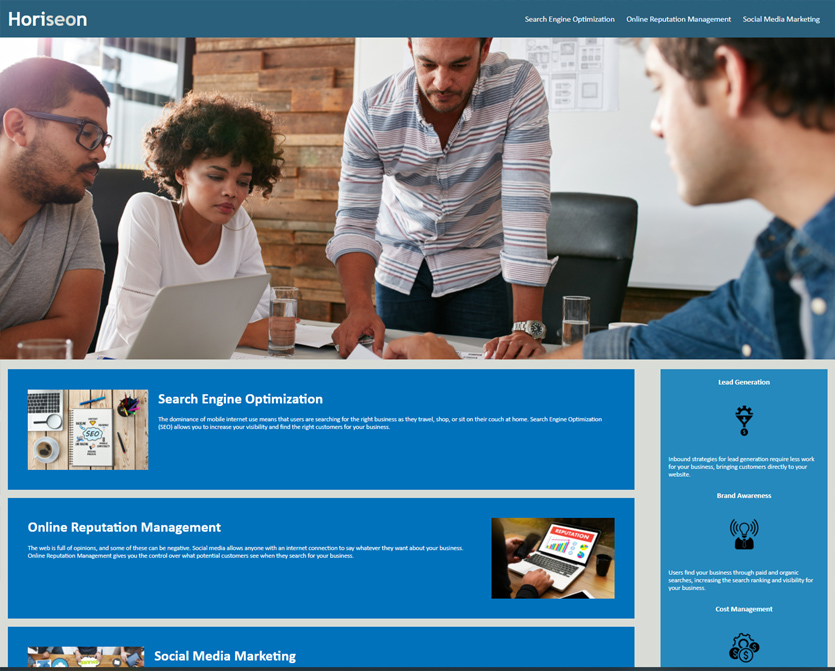 Horiseon
Search Engine Optimization
Online Reputation Management
Social Media Marketing
Search Engine Optimization
The dominance of mobile internet use means that users are searching for the right business as they travel, shop, or sit on their couch at home. Search Engine Optimization
(SEO) allows you to increase your visibility and find the right customers for your business.
SEO
Online Reputation Management
The web is full of opinions, and some of these can be negative. Social media allows anyone with an internet connection to say whatever they want about your business.
Online Reputation Management gives you the control over what potential customers see when they search for your business.
REPUTATION
Social Media Marketing
Lead Generation
Inbound strategies for lead generation require less work
for your business, bringing customers directly to your
website.
Brand Awareness
Users find your business through paid and organic
searches, increasing the search ranking and visibility for
your business.
Cost Management